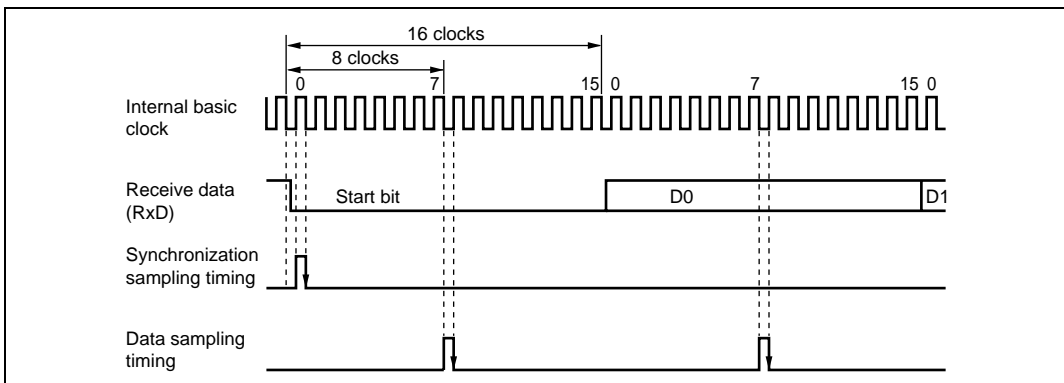 16 clocks
8 clocks
0 7 15 0 7 15 0
Internal basic
clock
Receive data
(RxD)
Start bit D0 D1
Synchronization
sampling timing
Data sampling
timing